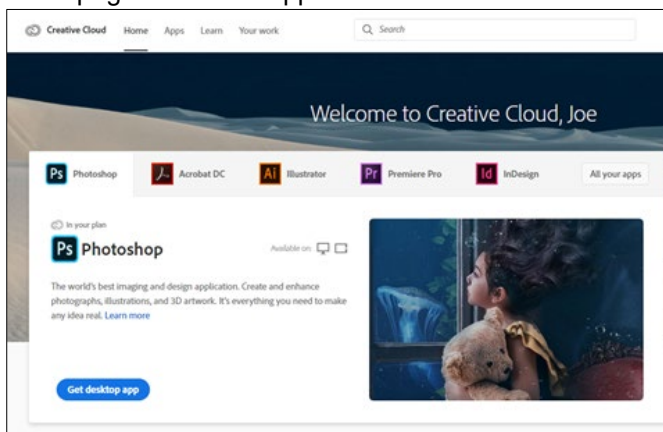 Creative Cloud Home Apps Learn Your work Search
Welcome to Creative Cloud, Joe
Ps Photoshop Acrobat DC Ai Illustrator Pr Premiere Pro Id InDesign All your apps
In your plan
Ps Photoshop Available on:
The world's best imaging and design application. Create and enhance
photographs, illustrations, and 3D artwork. It's everything you need to make
any idea real. Learn more
Get desktop app